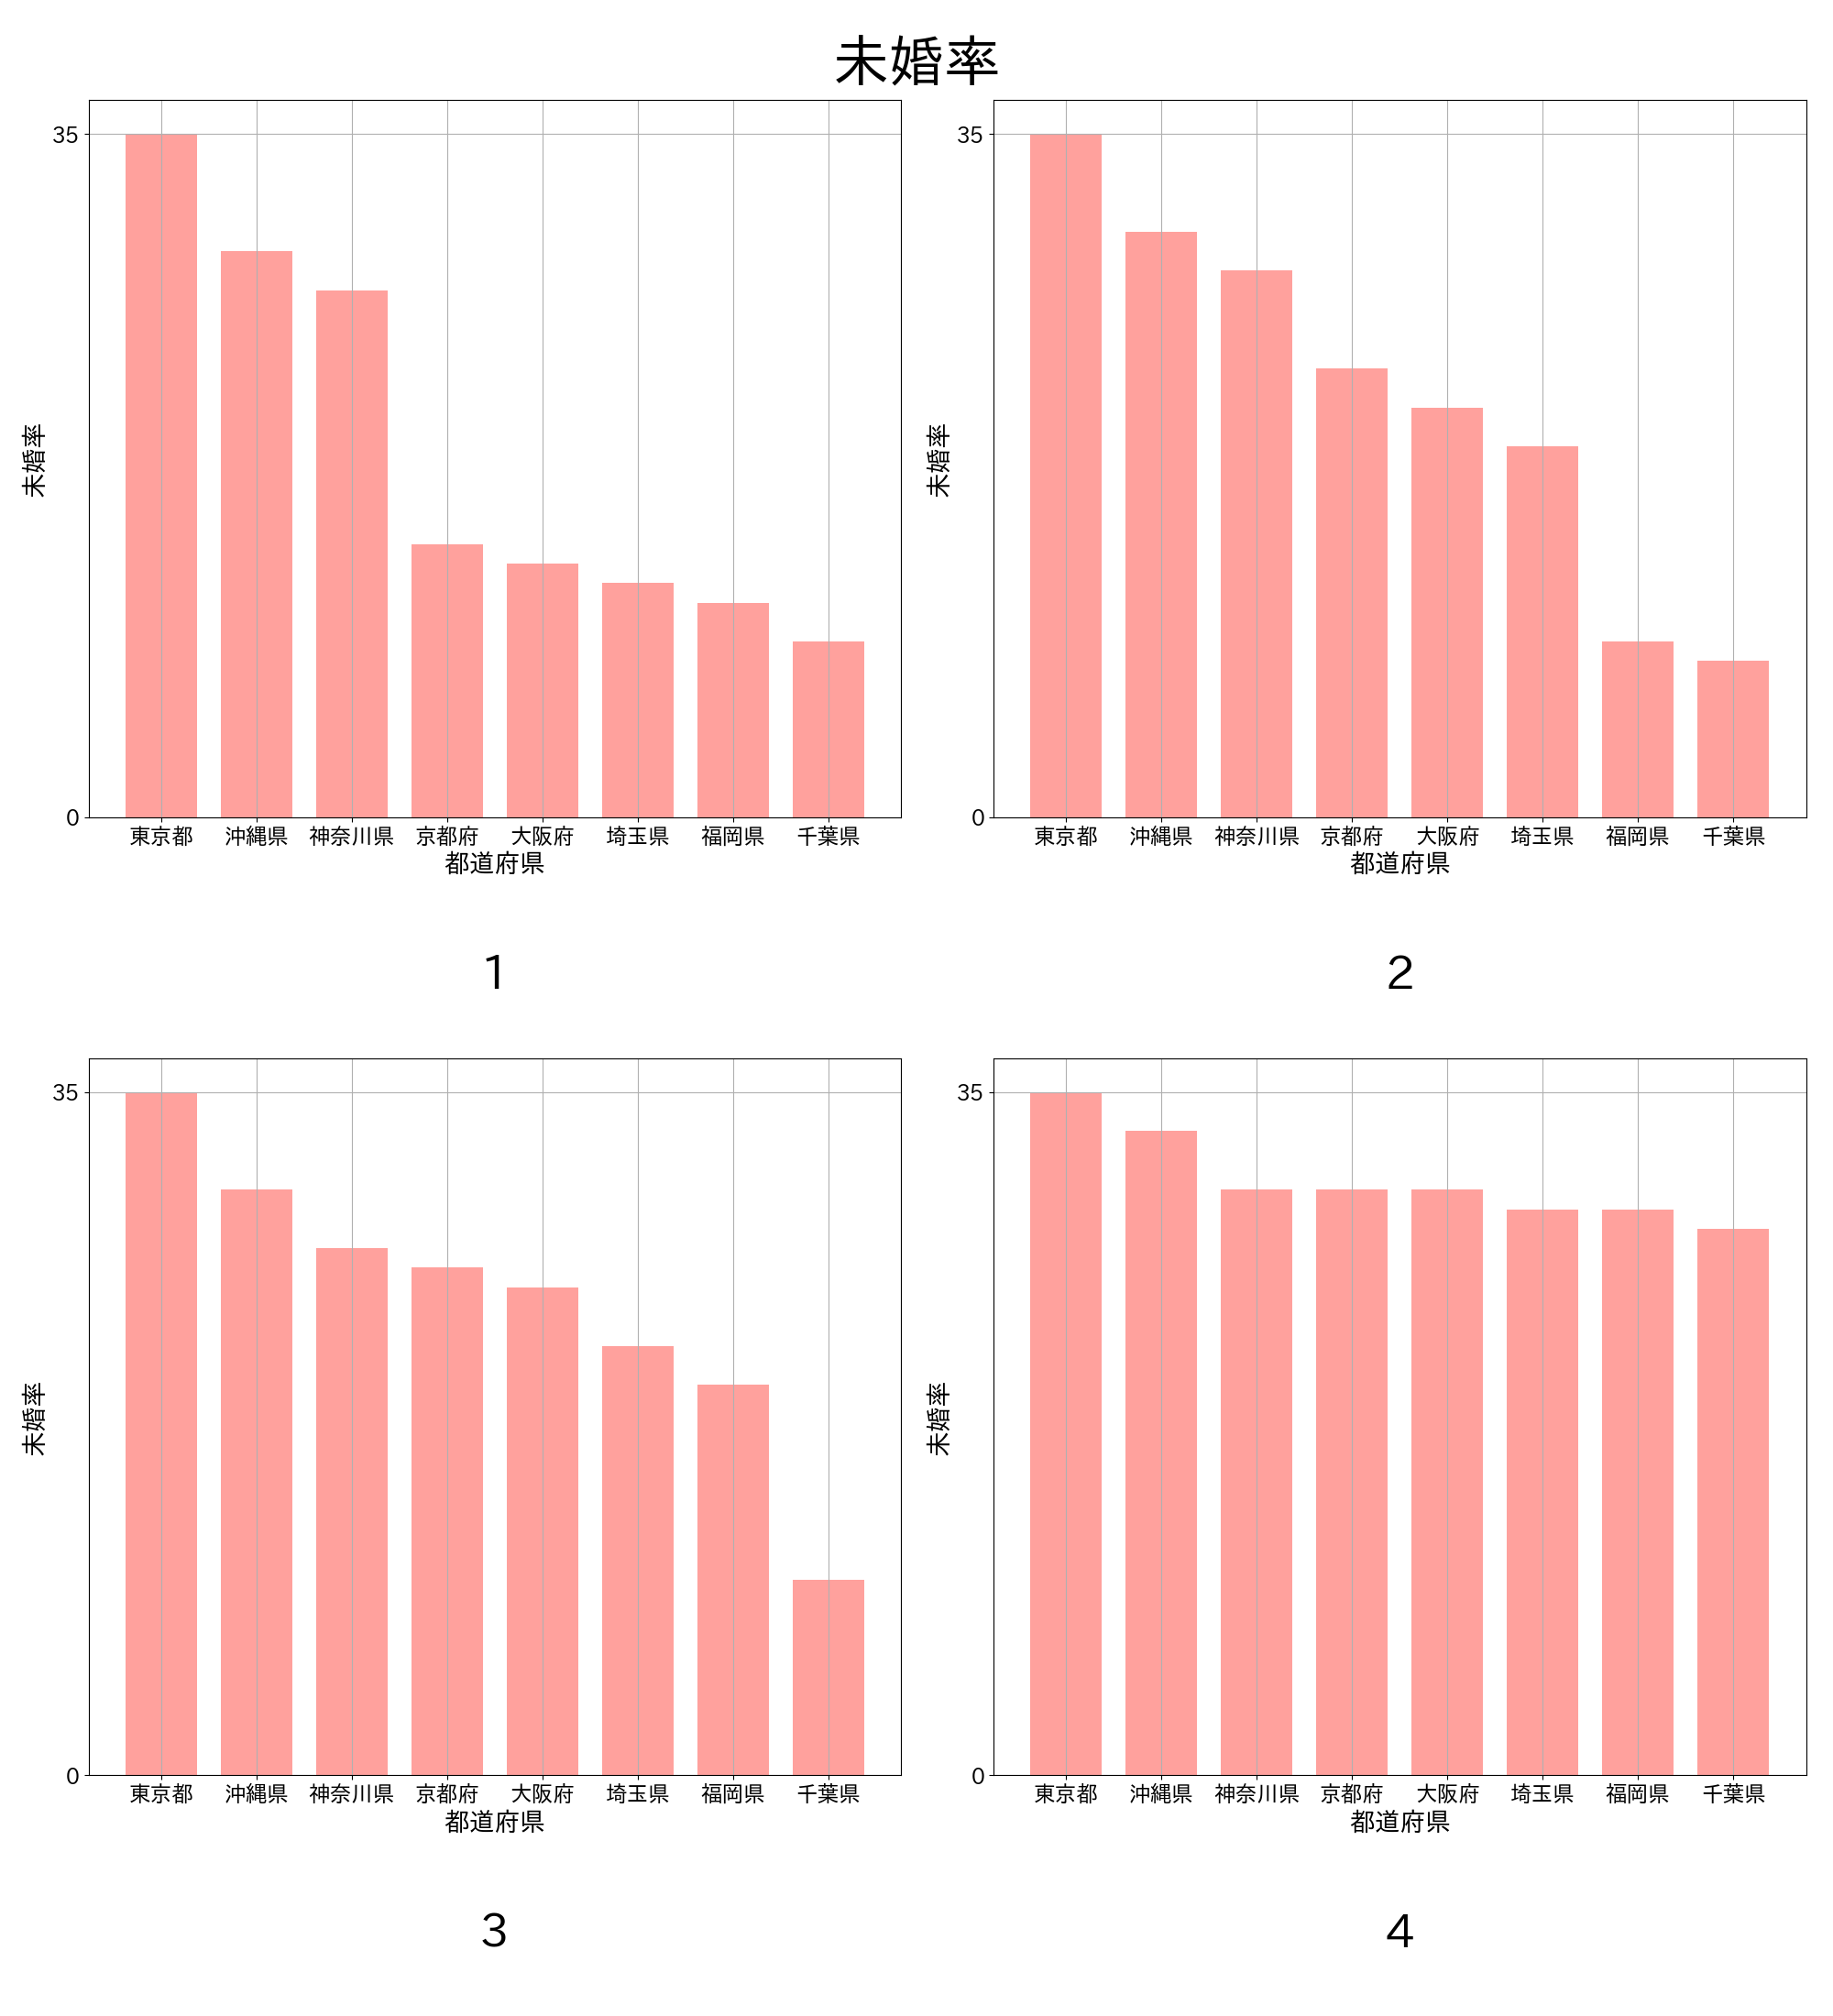 未婚率
35
0
未婚率
東京都 沖縄県 神奈川県 京都府 大阪府 埼玉県 福岡県 千葉県
都道府県
1
35
0
未婚率
東京都 沖縄県 神奈川県 京都府 大阪府 埼玉県 福岡県 千葉県
都道府県
2
35
0
未婚率
東京都 沖縄県 神奈川県 京都府 大阪府 埼玉県 福岡県 千葉県
都道府県
3
35
0
未婚率
東京都 沖縄県 神奈川県 京都府 大阪府 埼玉県 福岡県 千葉県
都道府県
4